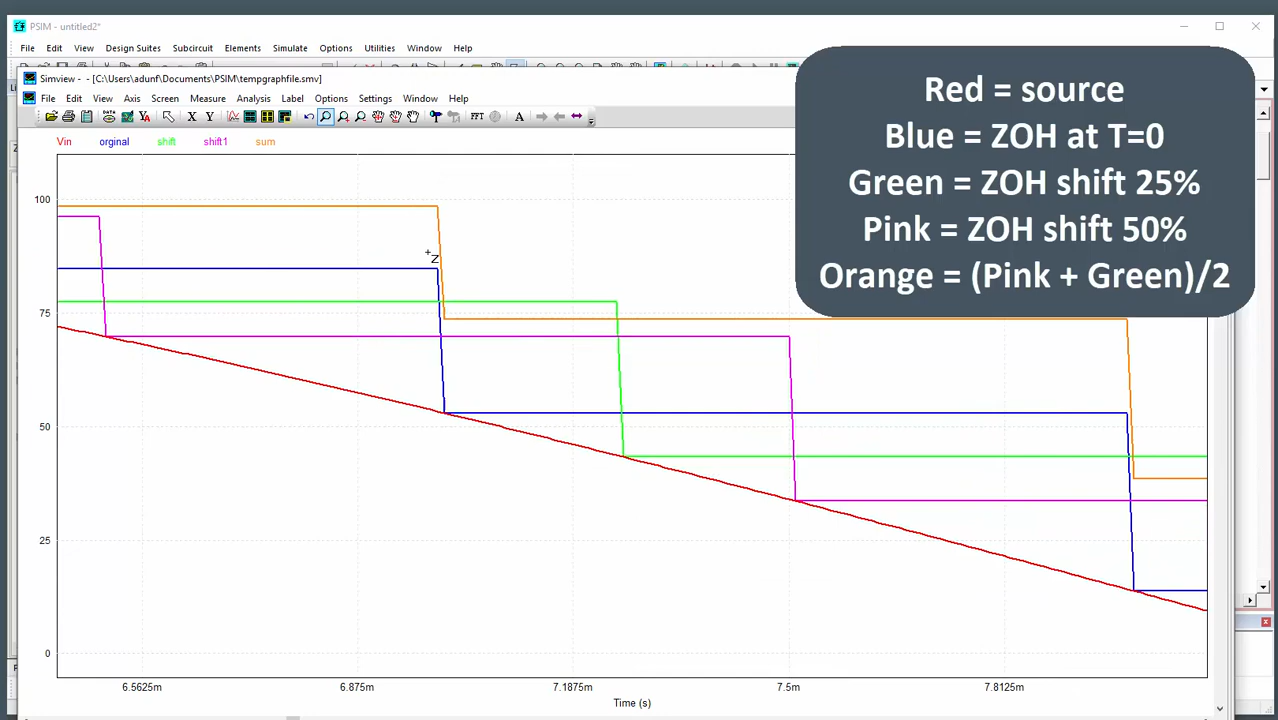 PSIM - untitled2*
File Edit View Design Suites Subcircuit Elements Simulate Options Utilities Window Help
Simview - - [C:\Users\adunf\Documents\PSIM\tempgraphfile.smv]
File Edit View Axis Screen Measure Analysis Label Options Settings Window Help
X Y FFT A
Vin orginal shift shift1 sum
Red = source
Blue = ZOH at T=0
Green = ZOH shift 25%
Pink = ZOH shift 50%
Orange = (Pink + Green)/2
100
75
50
25
0
Z
6.5625m 6.875m 7.1875m 7.5m 7.8125m
Time (s)